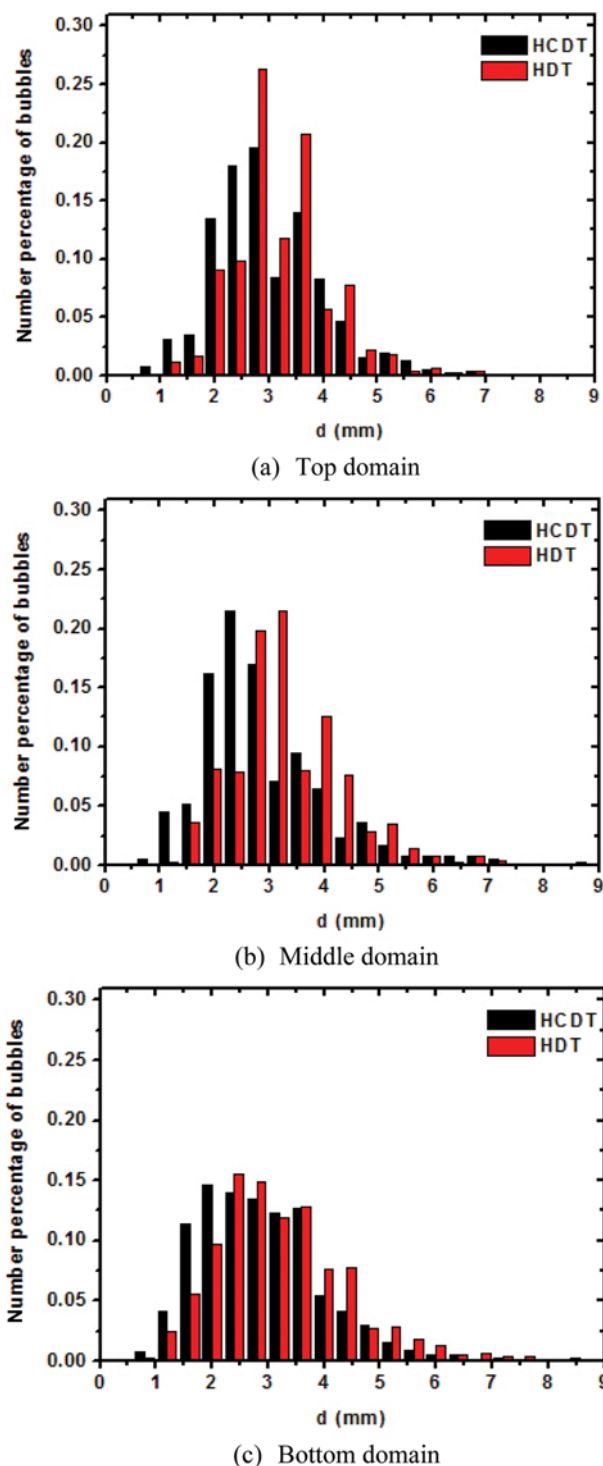 0.30
0.25
0.20
0.15
0.10
0.05
0.00
Number percentage of bubbles
HCDT
HDT
0 1 2 3 4 5 6 7 8 9
d (mm)
(a) Top domain
0.30
0.25
0.20
0.15
0.10
0.05
0.00
Number percentage of bubbles
HCDT
HDT
0 1 2 3 4 5 6 7 8 9
d (mm)
(b) Middle domain
0.30
0.25
0.20
0.15
0.10
0.05
0.00
Number percentage of bubbles
HCDT
HDT
0 1 2 3 4 5 6 7 8 9
d (mm)
(c) Bottom domain